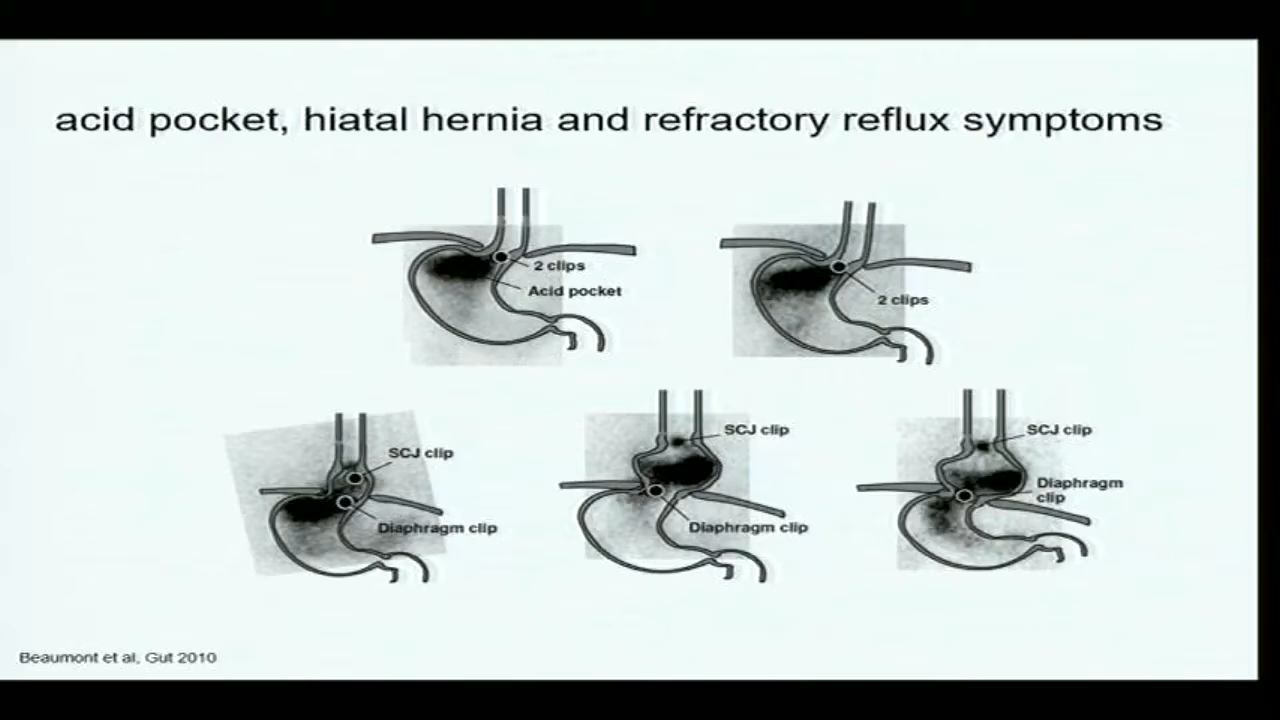 acid pocket, hiatal hernia and refractory reflux symptoms
2 clips
Acid pocket
2 clips
SCJ clip
Diaphragm clip
SCJ clip
Diaphragm clip
SCJ clip
Diaphragm
clip
Beaumont et al, Gut 2010